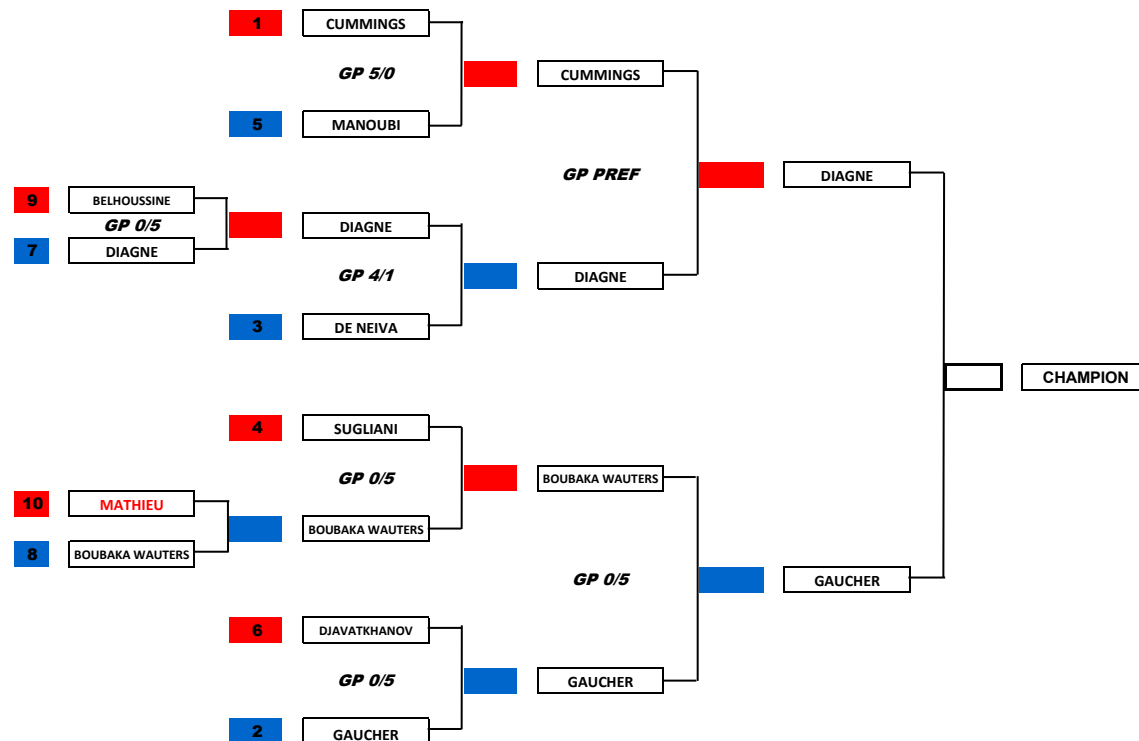 1 CUMMINGS
GP 5/0 CUMMINGS
5 MANOUBI
GP PREF DIAGNE
9 BELHOUSSINE
GP 0/5 DIAGNE
7 DIAGNE
GP 4/1 DIAGNE
3 DE NEIVA
CHAMPION
4 SUGLIANI
GP 0/5 BOUBAKA WAUTERS
10 MATHIEU
BOUBAKA WAUTERS
8 BOUBAKA WAUTERS
GP 0/5 GAUCHER
6 DJAVATKHANOV
GP 0/5 GAUCHER
2 GAUCHER